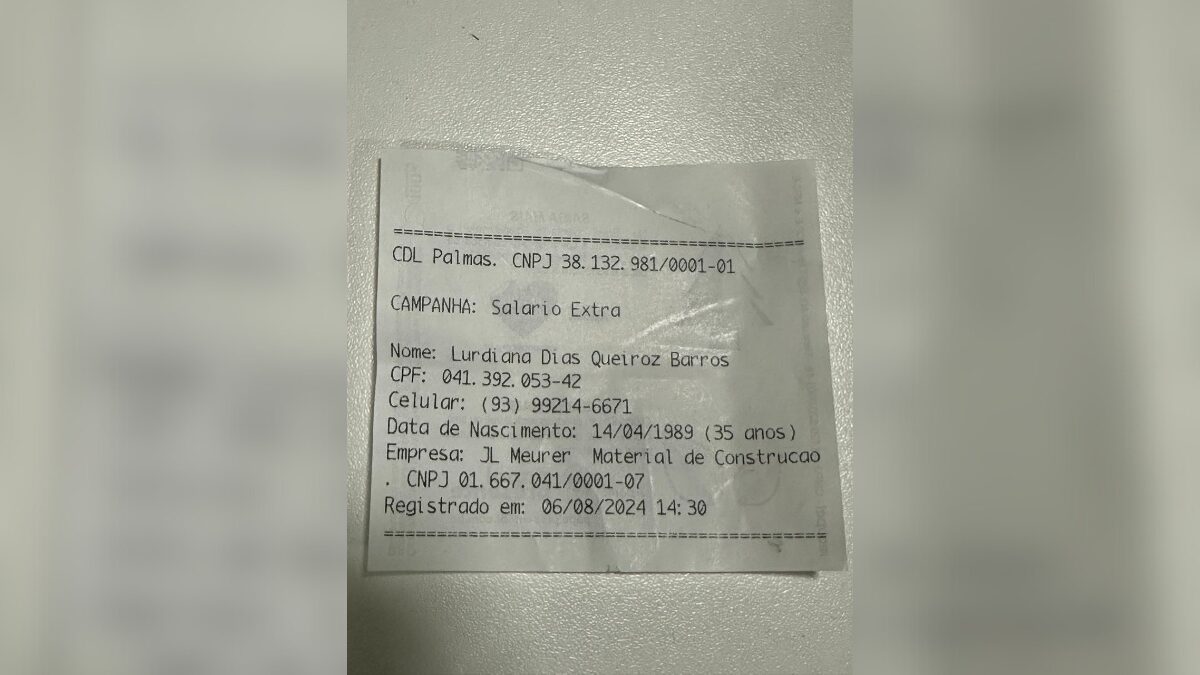 ================================================
CDL Palmas. CNPJ 38.132.981/0001-01
CAMPANHA: Salario Extra
Nome: Lurdiana Dias Queiroz Barros
CPF: 041.392.053-42
Celular: (93) 99214-6671
Data de Nascimento: 14/04/1989 (35 anos)
Empresa: JL Meurer Material de Construcao
. CNPJ 01.667.041/0001-07
Registrado em: 06/08/2024 14:30
================================================